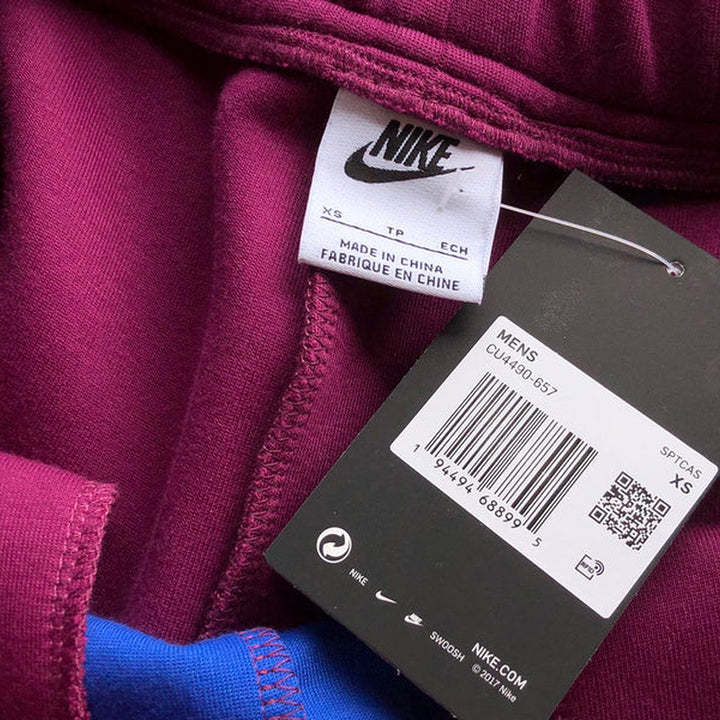 NIKE
XS
TP
ECH
MADE IN CHINA
FABRIQUE EN CHINE
MENS
CU4490-657
1 94494 68899 5
SPTCAS
XS
RFID
NIKE
SWOOSH
NIKE.COM
© 2017 Nike